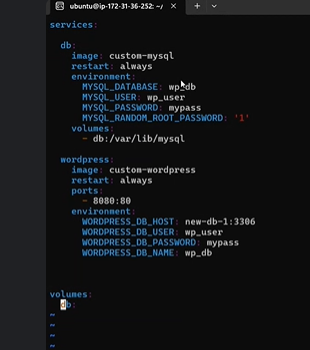 ubuntu@ip-172-31-36-252: ~/
services:
  db:
    image: custom-mysql
    restart: always
    environment:
      MYSQL_DATABASE: wp_db
      MYSQL_USER: wp_user
      MYSQL_PASSWORD: mypass
      MYSQL_RANDOM_ROOT_PASSWORD: '1'
    volumes:
      - db:/var/lib/mysql
  wordpress:
    image: custom-wordpress
    restart: always
    ports:
      - 8080:80
    environment:
      WORDPRESS_DB_HOST: new-db-1:3306
      WORDPRESS_DB_USER: wp_user
      WORDPRESS_DB_PASSWORD: mypass
      WORDPRESS_DB_NAME: wp_db
volumes:
  db:
~
~
~
~